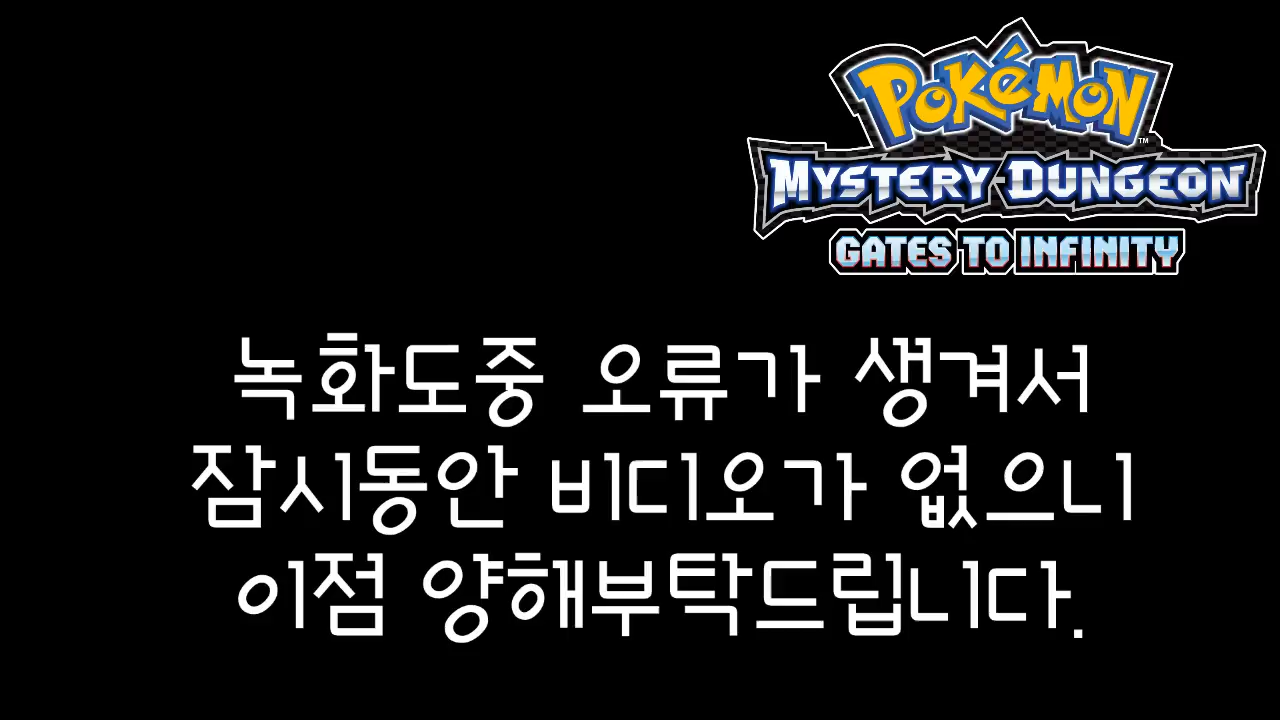 POKéMON™
MYSTERY DUNGEON
GATES TO INFINITY
녹화도중 오류가 생겨서
잠시동안 비디오가 없으니
이점 양해부탁드립니다.